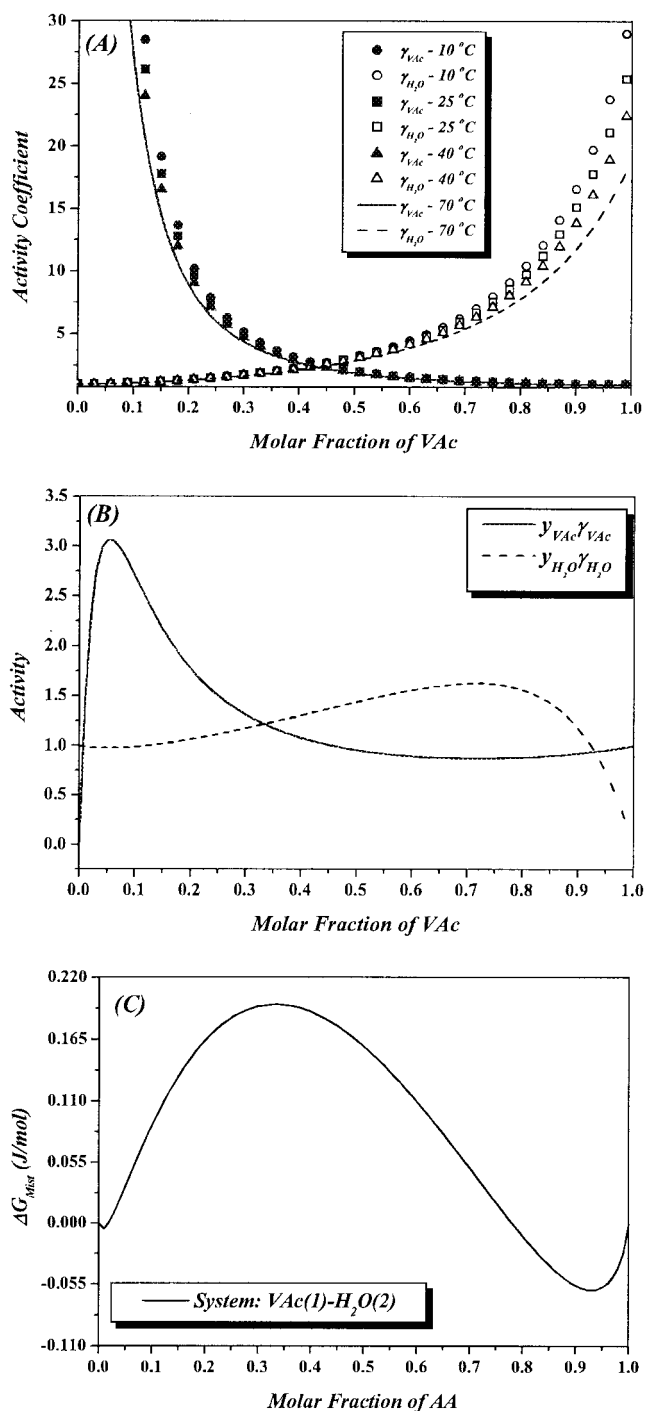 (A)
γVAc - 10 °C
γH2O - 10 °C
γVAc - 25 °C
γH2O - 25 °C
γVAc - 40 °C
γH2O - 40 °C
γVAc - 70 °C
γH2O - 70 °C
Activity Coefficient
30
25
20
15
10
5
0.0 0.1 0.2 0.3 0.4 0.5 0.6 0.7 0.8 0.9 1.0
Molar Fraction of VAc
(B)
yVAcγVAc
yH2OγH2O
Activity
3.5
3.0
2.5
2.0
1.5
1.0
0.5
0.0
0.0 0.1 0.2 0.3 0.4 0.5 0.6 0.7 0.8 0.9 1.0
Molar Fraction of VAc
(C)
ΔGMist (J/mol)
0.220
0.165
0.110
0.055
0.000
-0.055
-0.110
System: VAc(1)-H2O(2)
0.0 0.1 0.2 0.3 0.4 0.5 0.6 0.7 0.8 0.9 1.0
Molar Fraction of AA